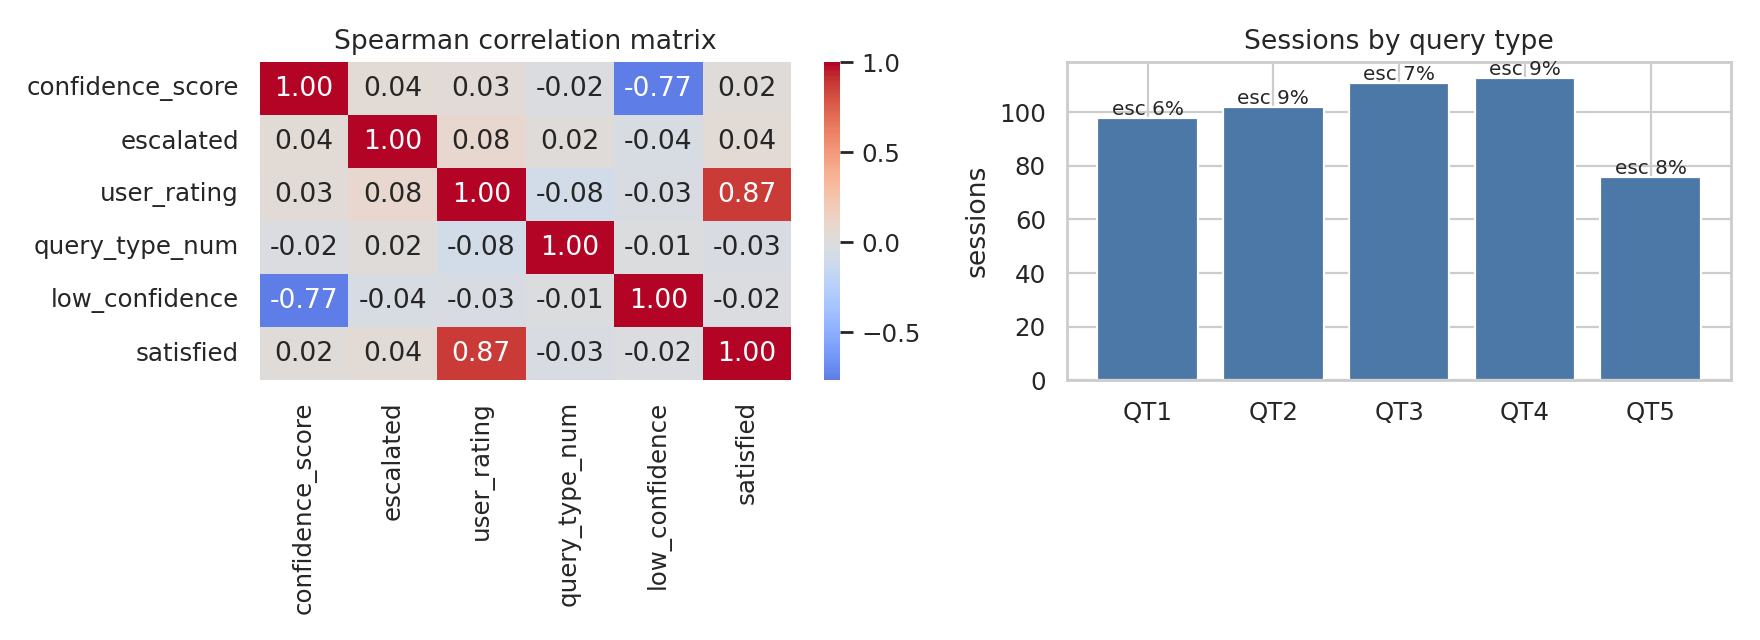 Spearman correlation matrix
confidence_score 1.00 0.04 0.03 -0.02 -0.77 0.02
escalated 0.04 1.00 0.08 0.02 -0.04 0.04
user_rating 0.03 0.08 1.00 -0.08 -0.03 0.87
query_type_num -0.02 0.02 -0.08 1.00 -0.01 -0.03
low_confidence -0.77 -0.04 -0.03 -0.01 1.00 -0.02
satisfied 0.02 0.04 0.87 -0.03 -0.02 1.00
confidence_score
escalated
user_rating
query_type_num
low_confidence
satisfied
1.0
0.5
0.0
−0.5
Sessions by query type
sessions
100
80
60
40
20
0
esc 6%
esc 9%
esc 7%
esc 9%
esc 8%
QT1 QT2 QT3 QT4 QT5